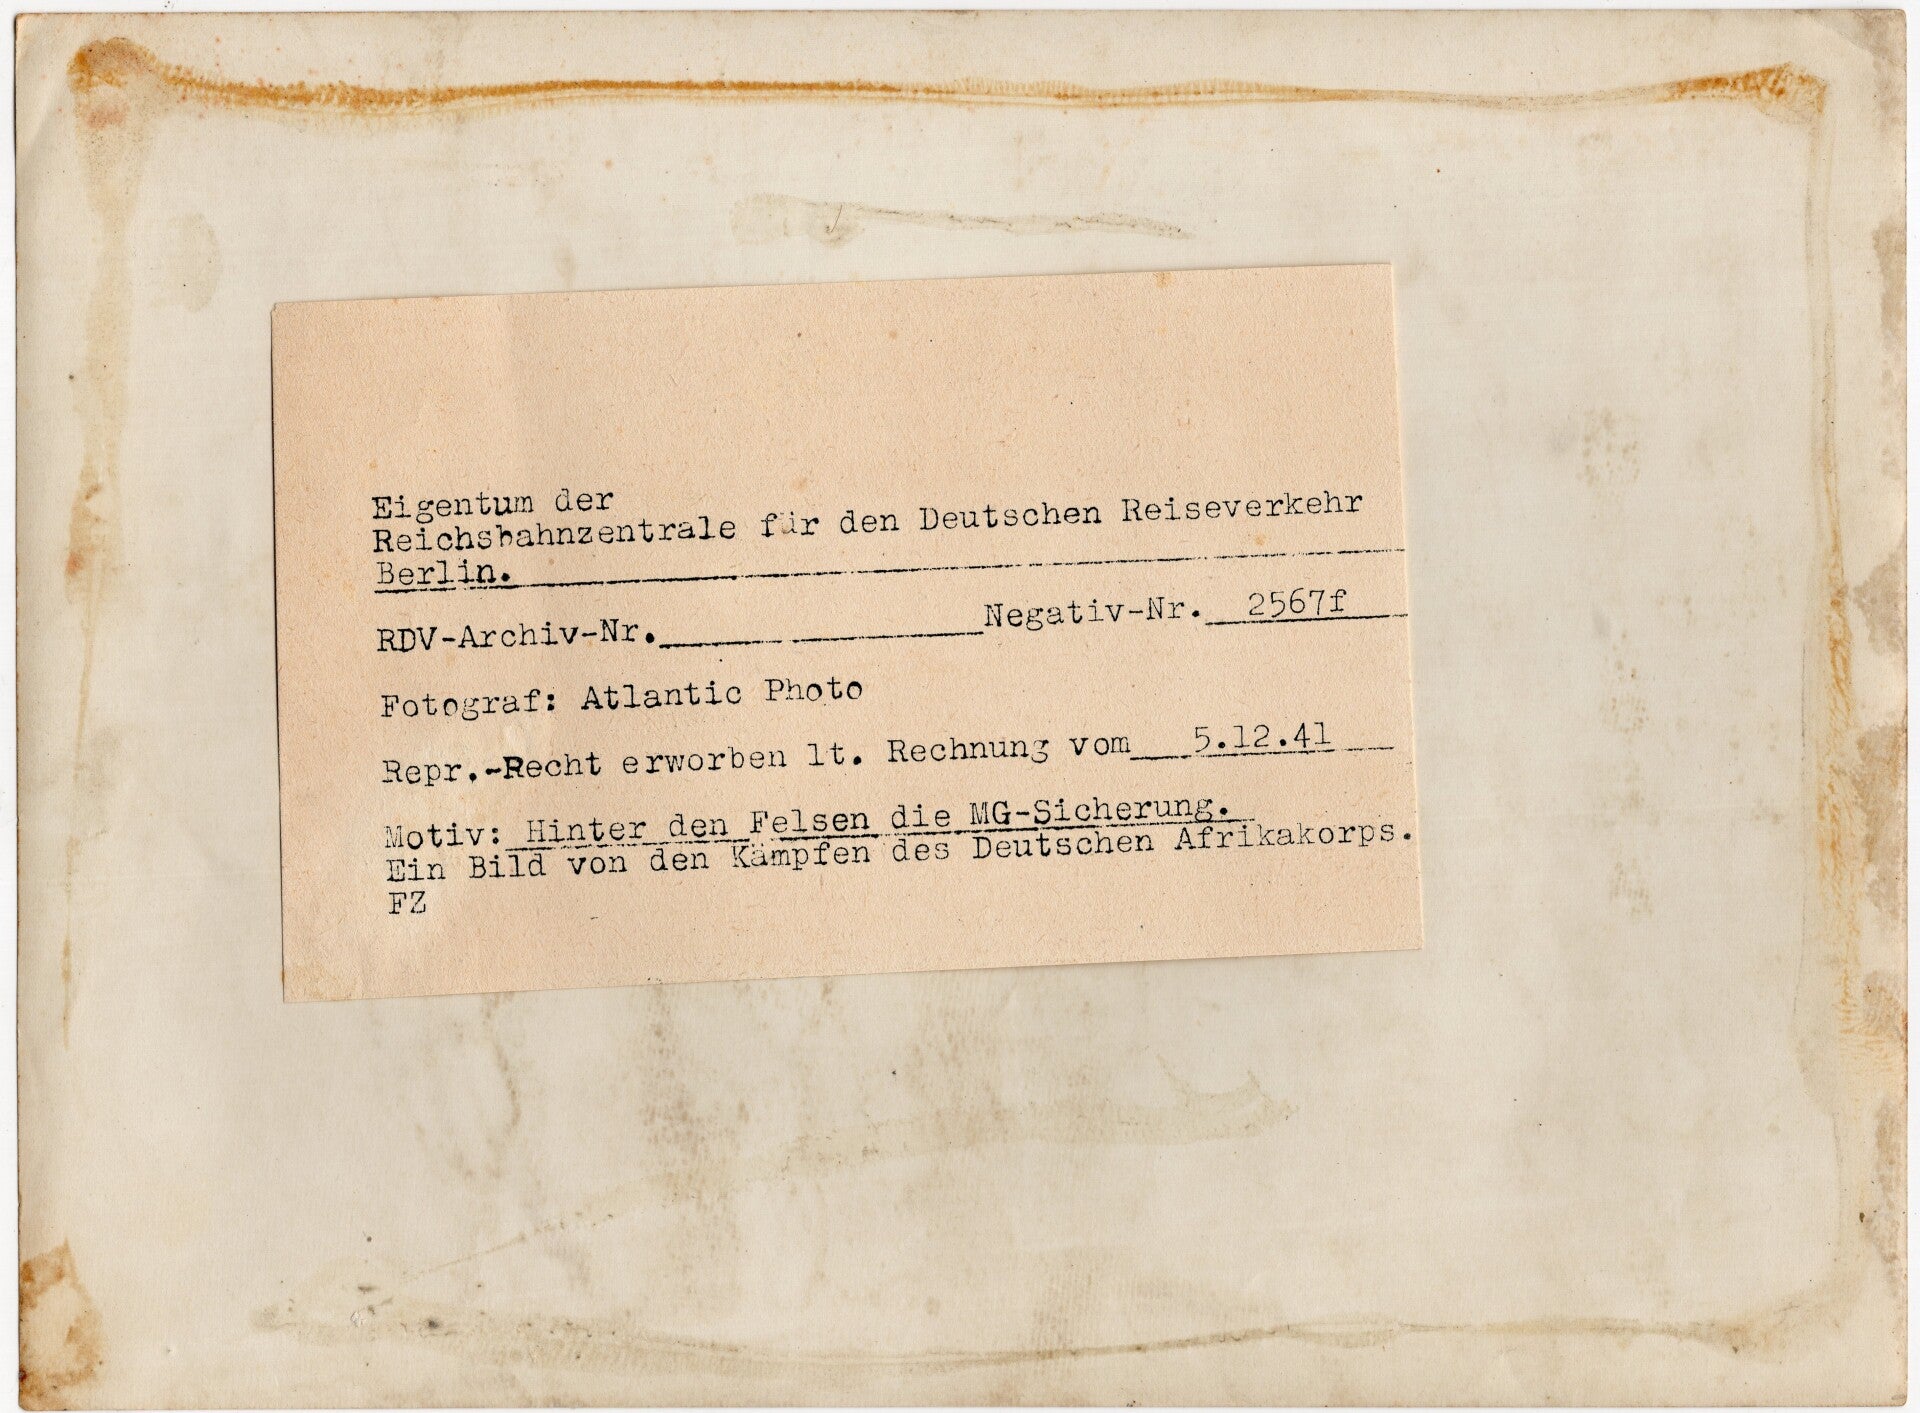 Eigentum der
Reichsbahnzentrale für den Deutschen Reiseverkehr
Berlin.
RDV-Archiv-Nr. Negativ-Nr. 2567f
Fotograf: Atlantic Photo
Repr.-Recht erworben lt. Rechnung vom 5.12.41
Motiv: Hinter den Felsen die MG-Sicherung.
Ein Bild von den Kämpfen des Deutschen Afrikakorps.
FZ